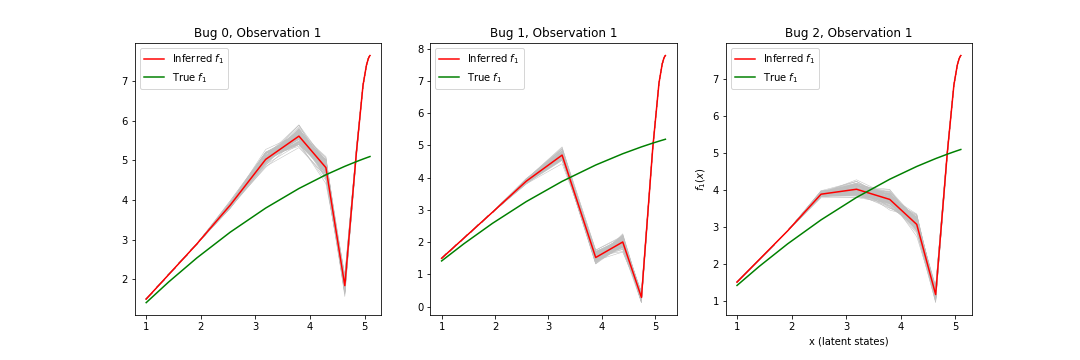 Bug 0, Observation 1
Inferred f₁
True f₁
7
6
5
4
3
2
1 2 3 4 5
Bug 1, Observation 1
Inferred f₁
True f₁
8
7
6
5
4
3
2
1
0
1 2 3 4 5
Bug 2, Observation 1
Inferred f₁
True f₁
f₁(x)
7
6
5
4
3
2
1
1 2 3 4 5
x (latent states)